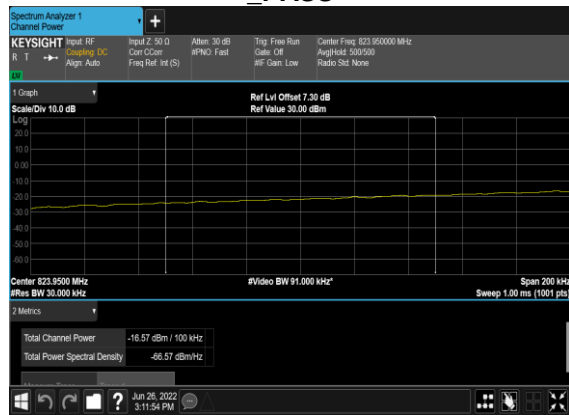 _PASS
Spectrum Analyzer 1
Channel Power
+
KEYSIGHT Input: RF Input Z: 50 Ω Atten: 30 dB Trig: Free Run Center Freq: 823.950000 MHz
R T Coupling: DC Corr CCorr #PNO: Fast Gate: Off Avg|Hold: 500/500
Align: Auto Freq Ref: Int (S) #IF Gain: Low Radio Std: None
1 Graph
Ref Lvl Offset 7.30 dB
Scale/Div 10.0 dB Ref Value 30.00 dBm
Log
20.0
10.0
0.00
-10.0
-20.0
-30.0
-40.0
-50.0
-60.0
Center 823.9500 MHz #Video BW 91.000 kHz* Span 200 kHz
#Res BW 30.000 kHz Sweep 1.00 ms (1001 pts)
2 Metrics
Total Channel Power -16.57 dBm / 100 kHz
Total Power Spectral Density -66.57 dBm/Hz
? Jun 26, 2022
3:11:54 PM